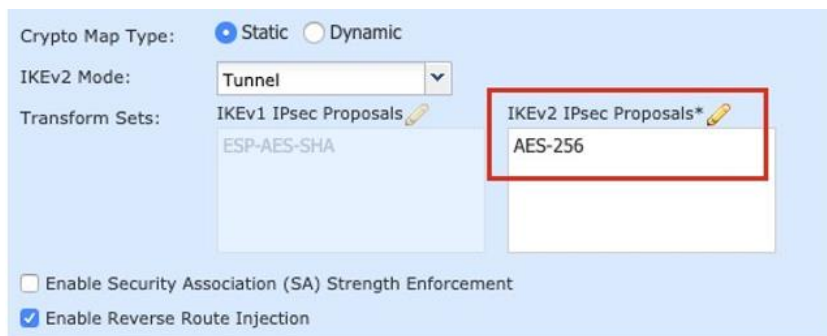 Crypto Map Type: Static Dynamic
IKEv2 Mode: Tunnel
Transform Sets: IKEv1 IPsec Proposals IKEv2 IPsec Proposals*
ESP-AES-SHA AES-256
Enable Security Association (SA) Strength Enforcement
Enable Reverse Route Injection